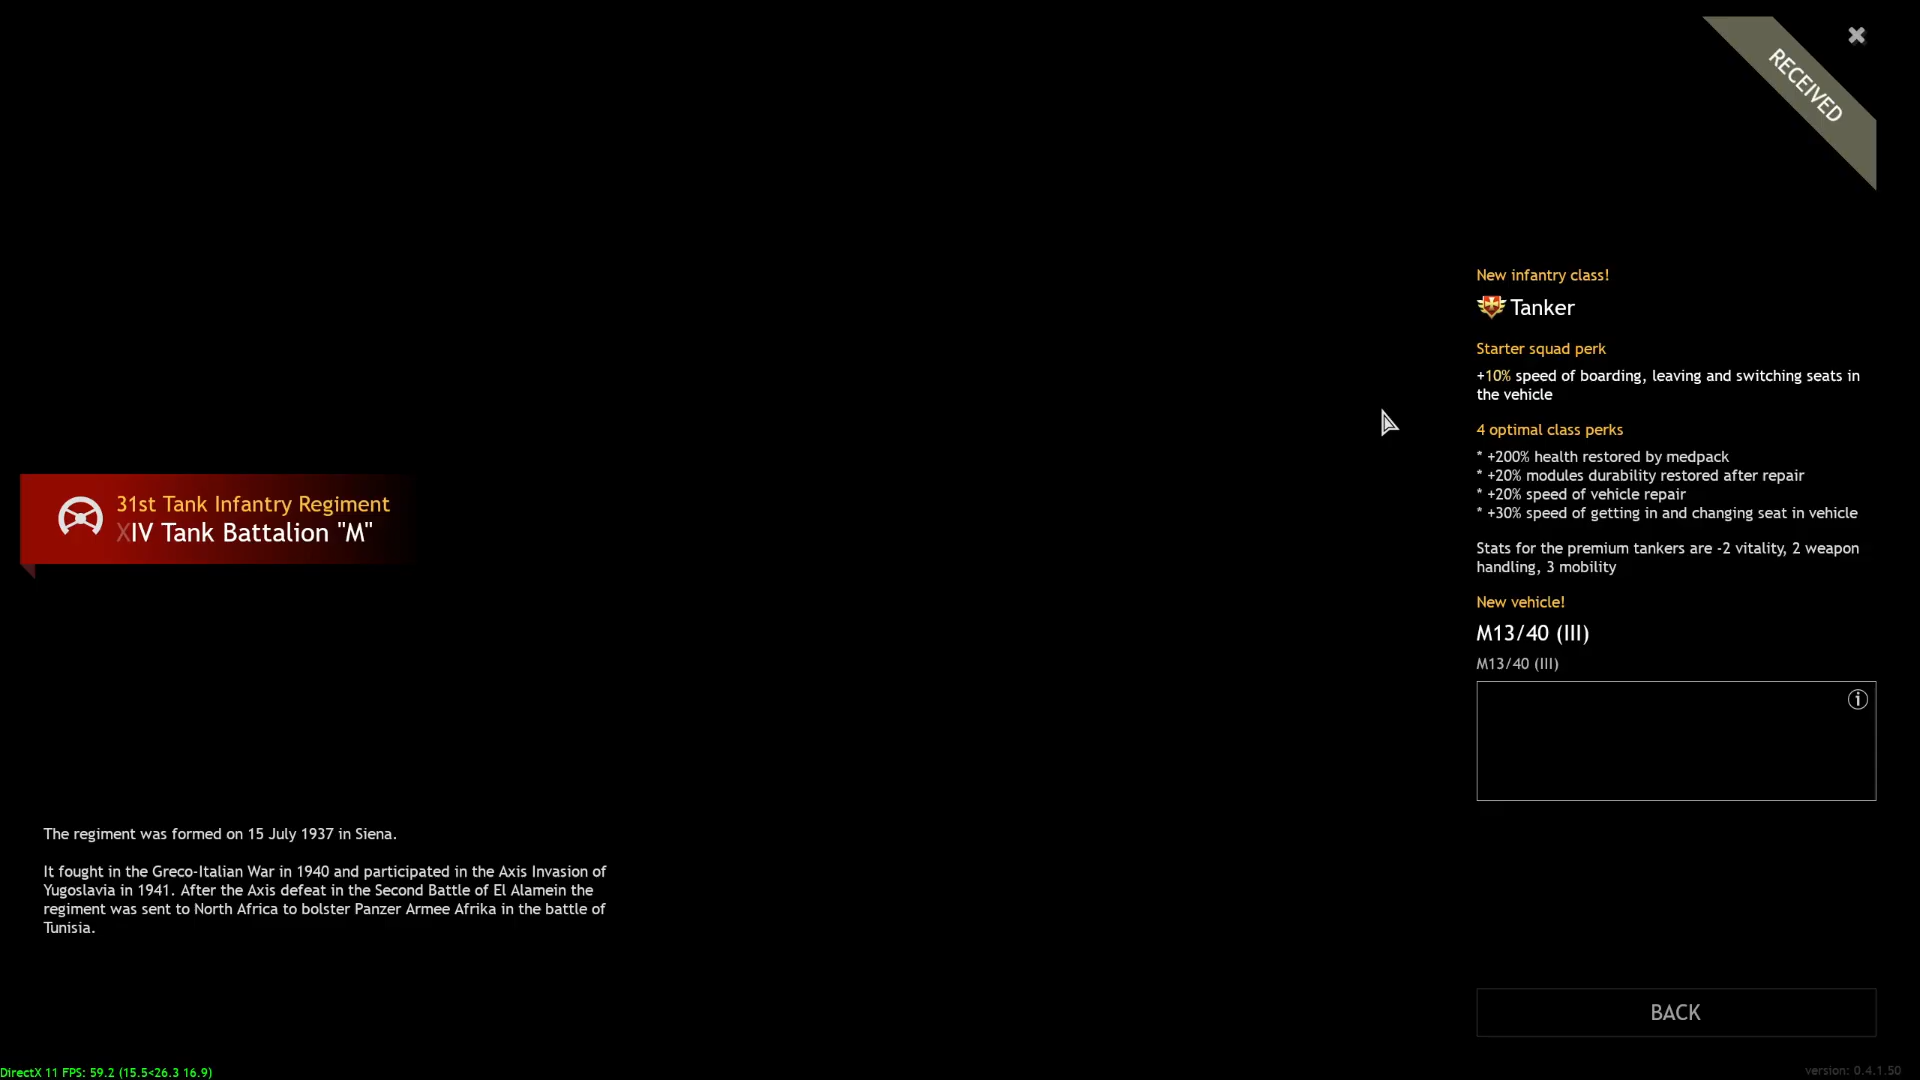 RECEIVED
New infantry class!
Tanker
Starter squad perk
+10% speed of boarding, leaving and switching seats in
the vehicle
4 optimal class perks
* +200% health restored by medpack
* +20% modules durability restored after repair
* +20% speed of vehicle repair
* +30% speed of getting in and changing seat in vehicle
Stats for the premium tankers are -2 vitality, 2 weapon
handling, 3 mobility
New vehicle!
M13/40 (III)
M13/40 (III)
31st Tank Infantry Regiment
XIV Tank Battalion "M"
The regiment was formed on 15 July 1937 in Siena.
It fought in the Greco-Italian War in 1940 and participated in the Axis Invasion of
Yugoslavia in 1941. After the Axis defeat in the Second Battle of El Alamein the
regiment was sent to North Africa to bolster Panzer Armee Afrika in the battle of
Tunisia.
BACK
DirectX 11 FPS: 59.2 (15.5<26.3 16.9)
version: 0.4.1.50